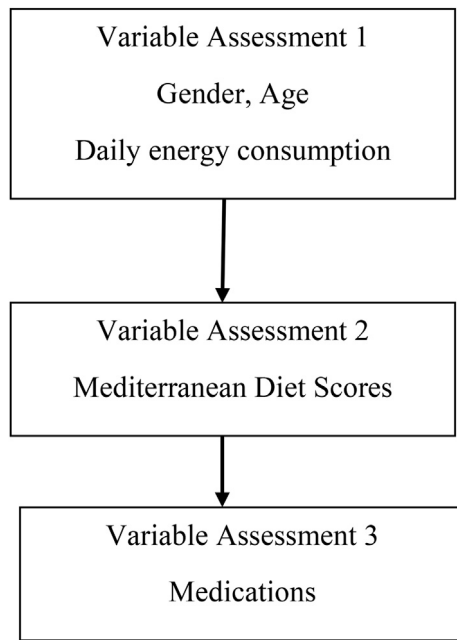 Variable Assessment 1
Gender, Age
Daily energy consumption
Variable Assessment 2
Mediterranean Diet Scores
Variable Assessment 3
Medications